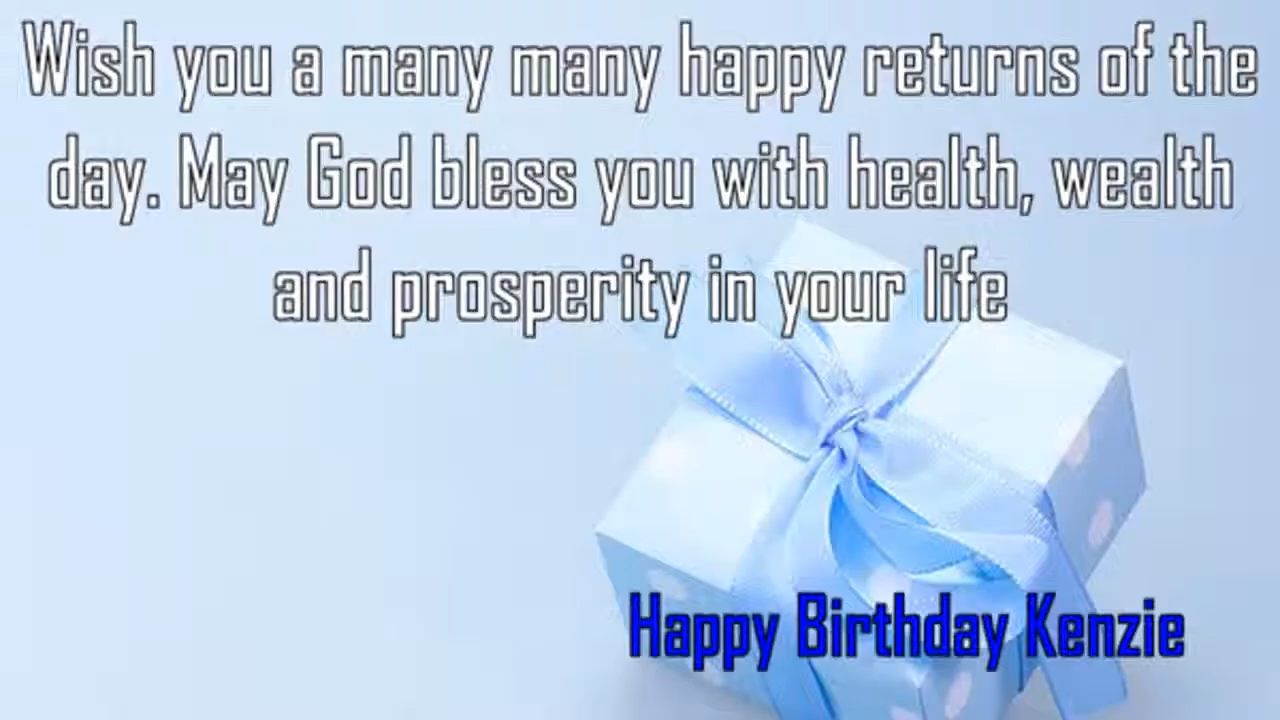 Wish you a many many happy returns of the
day. May God bless you with health, wealth
and prosperity in your life
Happy Birthday Kenzie